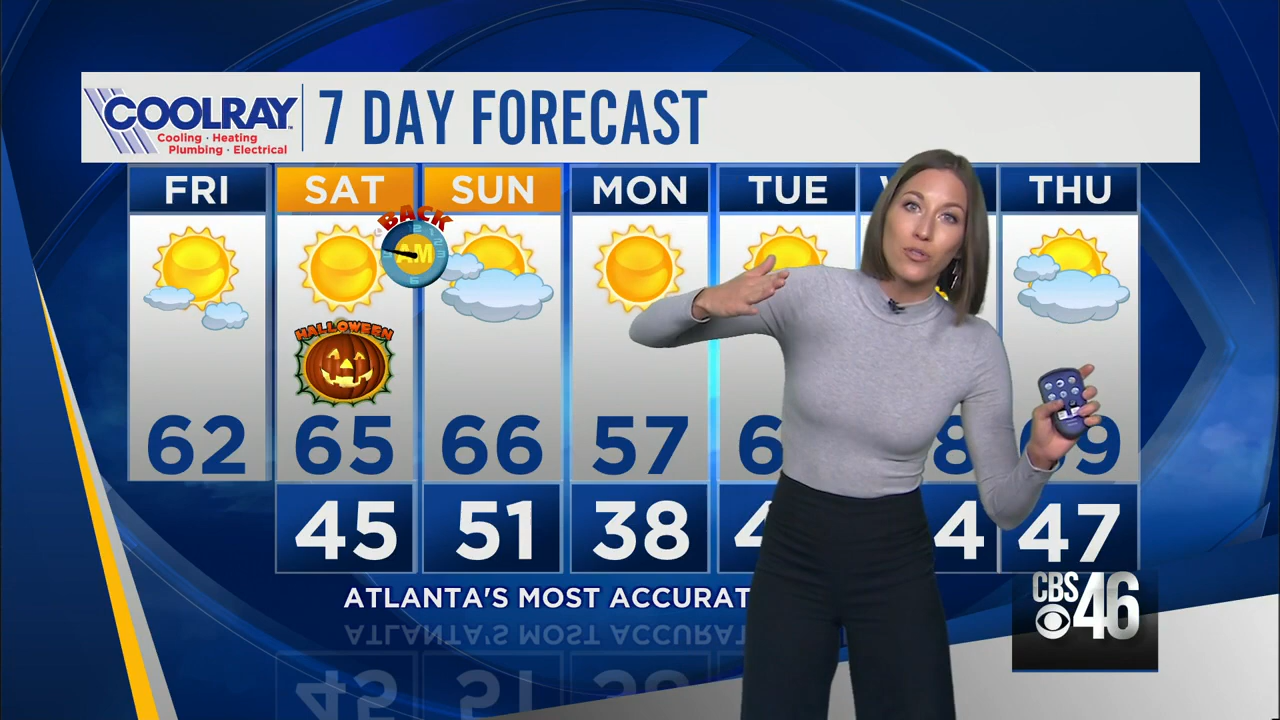 COOLRAY
Cooling · Heating
Plumbing · Electrical
7 DAY FORECAST
FRI SAT SUN MON TUE THU
BACK
AM
HALLOWEEN
62 65 66 57
45 51 38 47
ATLANTA'S MOST ACCURAT
CBS 46